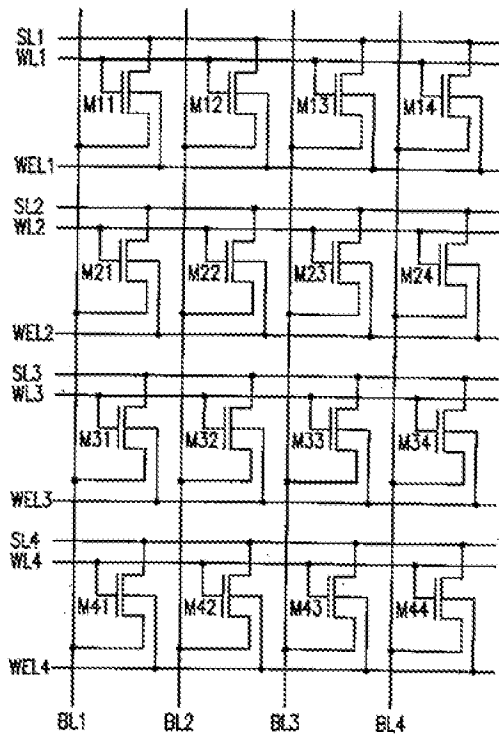 SL1
WL1
M11 M12 M13 M14
WEL1
SL2
WL2
M21 M22 M23 M24
WEL2
SL3
WL3
M31 M32 M33 M34
WEL3
SL4
WL4
M41 M42 M43 M44
WEL4
BL1 BL2 BL3 BL4